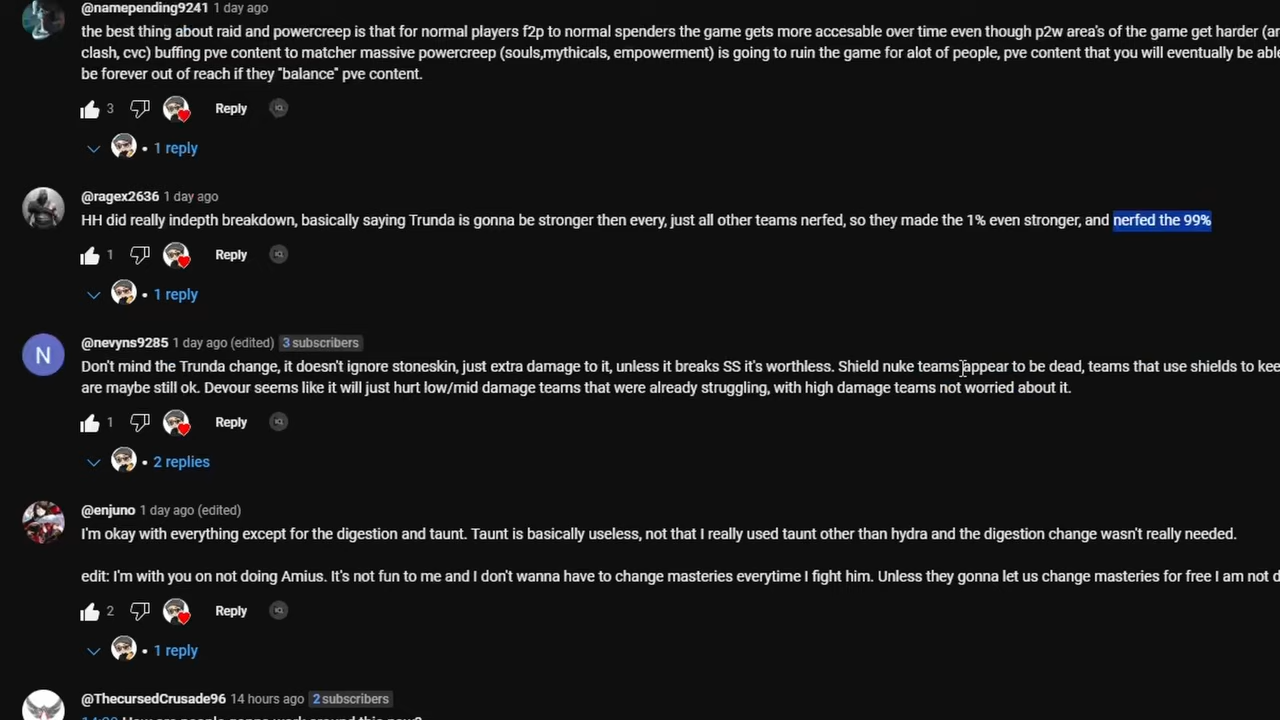 @namepending9241 1 day ago
the best thing about raid and powercreep is that for normal players f2p to normal spenders the game gets more accesable over time even though p2w area's of the game get harder (ar
clash, cvc) buffing pve content to matcher massive powercreep (souls,mythicals, empowerment) is going to ruin the game for alot of people, pve content that you will eventually be able
be forever out of reach if they "balance" pve content.
3 Reply
1 reply
@ragex2636 1 day ago
HH did really indepth breakdown, basically saying Trunda is gonna be stronger then every, just all other teams nerfed, so they made the 1% even stronger, and nerfed the 99%
1 Reply
1 reply
N
@nevyns9285 1 day ago (edited) 3 subscribers
Don't mind the Trunda change, it doesn't ignore stoneskin, just extra damage to it, unless it breaks SS it's worthless. Shield nuke teams appear to be dead, teams that use shields to kee
are maybe still ok. Devour seems like it will just hurt low/mid damage teams that were already struggling, with high damage teams not worried about it.
1 Reply
2 replies
@enjuno 1 day ago (edited)
I'm okay with everything except for the digestion and taunt. Taunt is basically useless, not that I really used taunt other than hydra and the digestion change wasn't really needed.
edit: I'm with you on not doing Amius. It's not fun to me and I don't wanna have to change masteries everytime I fight him. Unless they gonna let us change masteries for free I am not d
2 Reply
1 reply
@ThecursedCrusade96 14 hours ago 2 subscribers
How are people gonna work around this now?